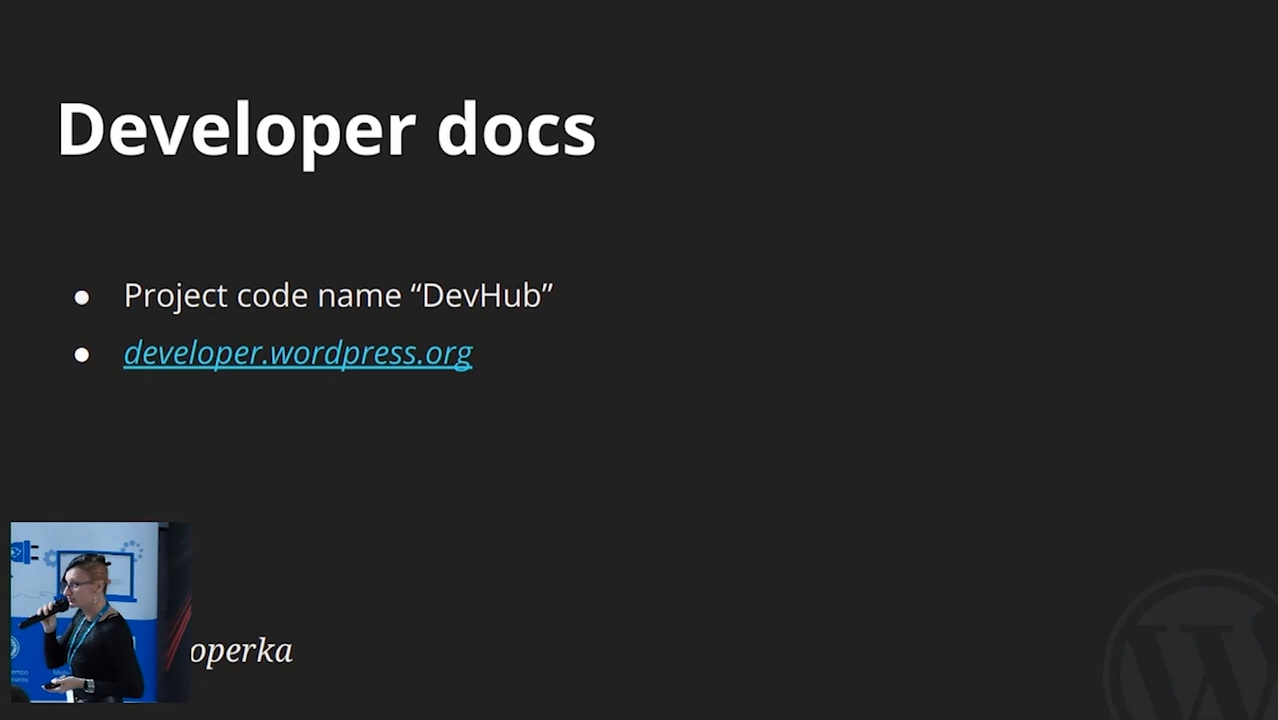 Developer docs
● Project code name “DevHub”
● developer.wordpress.org
operka